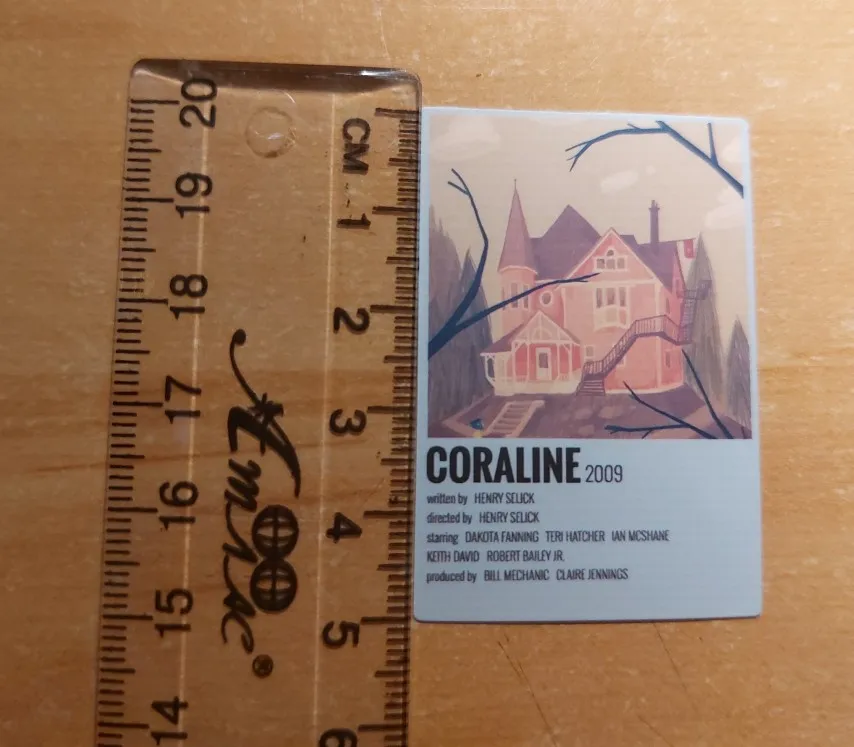 20
19
18
17
16
15
14
Amrac®
CM
1
2
3
4
5
6
CORALINE 2009
written by HENRY SELICK
directed by HENRY SELICK
starring DAKOTA FANNING TERI HATCHER IAN MCSHANE
KEITH DAVID ROBERT BAILEY JR.
produced by BILL MECHANIC CLAIRE JENNINGS